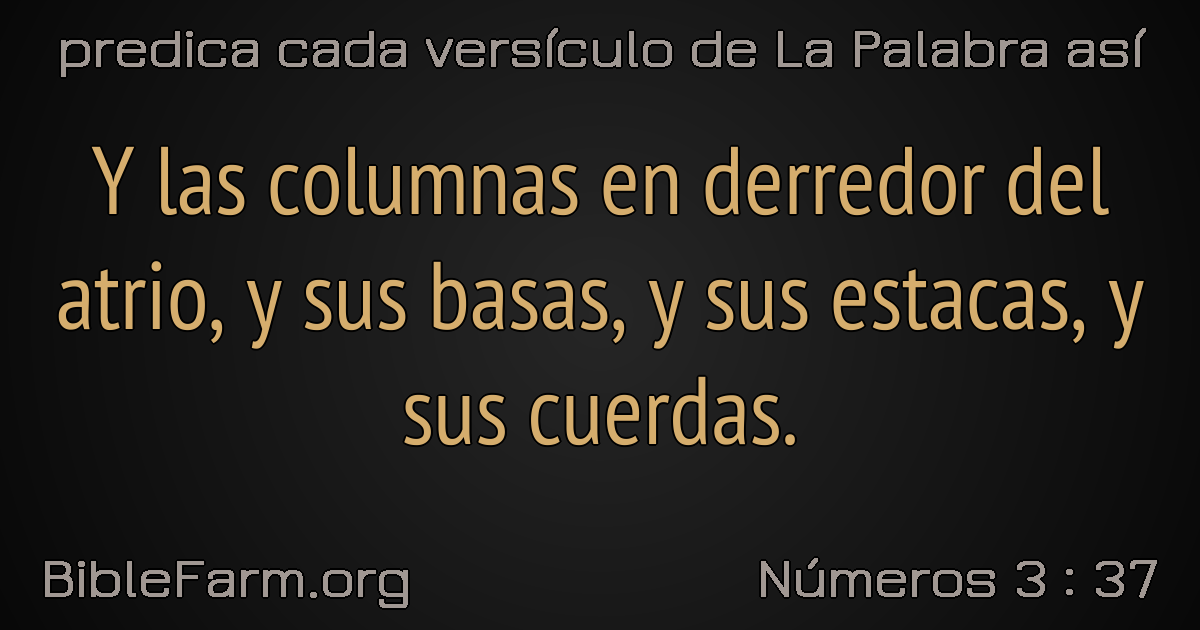 predica cada versículo de La Palabra así
Y las columnas en derredor del
atrio, y sus basas, y sus estacas, y
sus cuerdas.
BibleFarm.org
Números 3 : 37